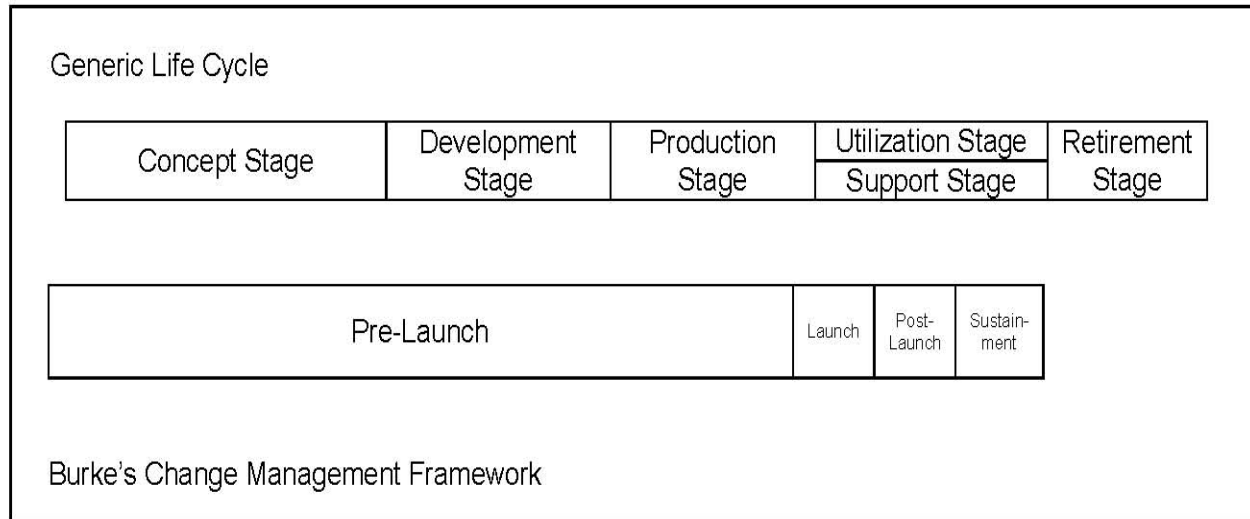 Generic Life Cycle
Concept Stage
Development
Stage
Production
Stage
Utilization Stage
Support Stage
Retirement
Stage
Pre-Launch
Launch
Post-
Launch
Sustain-
ment
Burke's Change Management Framework